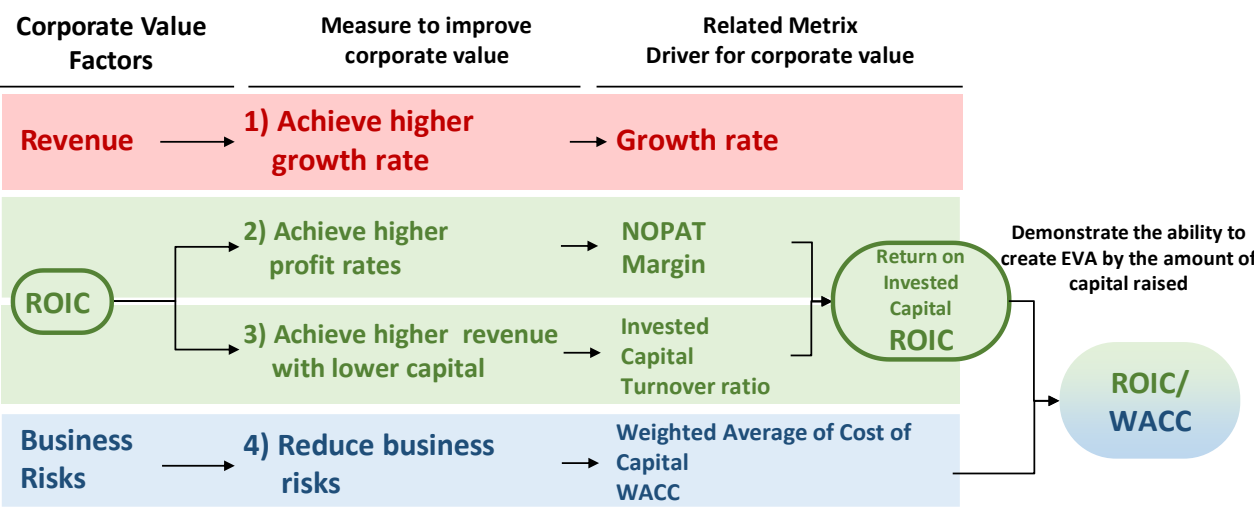 Corporate Value
Factors
Measure to improve
corporate value
Related Metrix
Driver for corporate value
Revenue
1) Achieve higher
growth rate
Growth rate
ROIC
2) Achieve higher
profit rates
NOPAT
Margin
3) Achieve higher revenue
with lower capital
Invested
Capital
Turnover ratio
Return on
Invested
Capital
ROIC
Demonstrate the ability to
create EVA by the amount of
capital raised
Business
Risks
4) Reduce business
risks
Weighted Average of Cost of
Capital
WACC
ROIC/
WACC